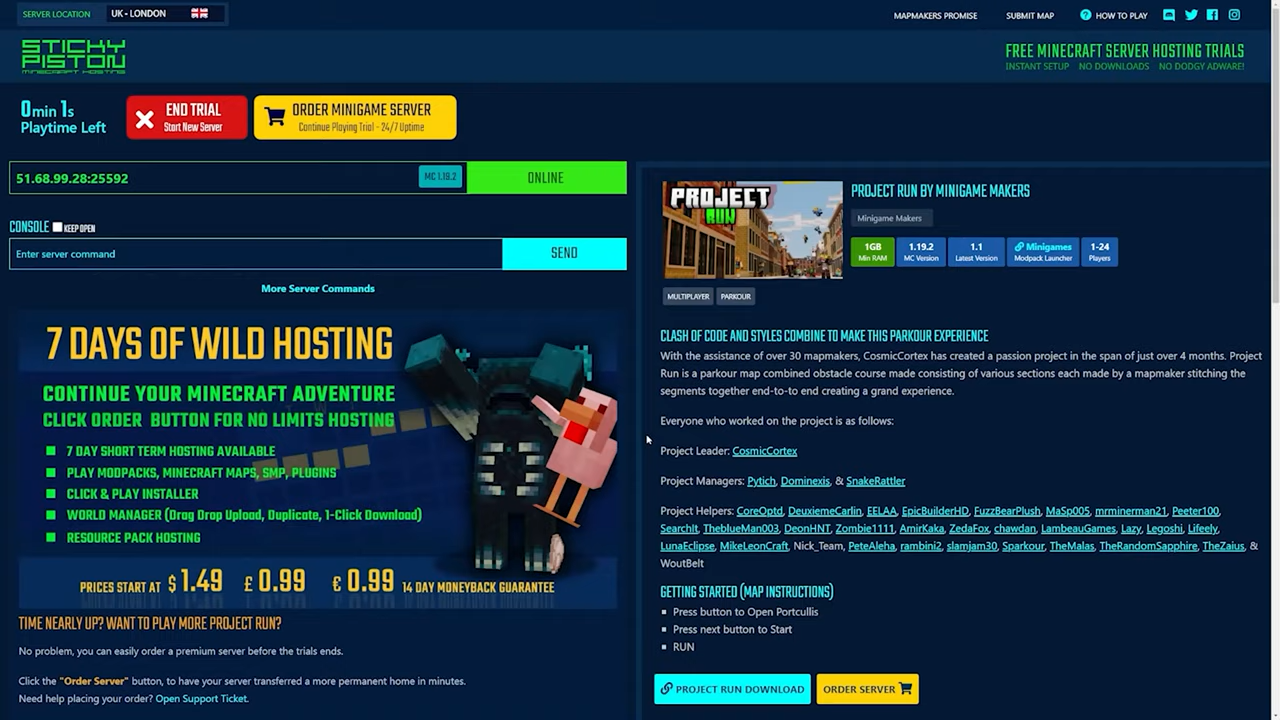 SERVER LOCATION
UK - LONDON
MAPMAKERS PROMISE
SUBMIT MAP
HOW TO PLAY
STICKY
PISTON
MINECRAFT HOSTING
FREE MINECRAFT SERVER HOSTING TRIALS
INSTANT SETUP NO DOWNLOADS NO DODGY ADWARE!
0min 1s
Playtime Left
END TRIAL
Start New Server
ORDER MINIGAME SERVER
Continue Playing Trial - 24/7 Uptime
51.68.99.28:25592
MC 1.19.2
ONLINE
CONSOLE KEEP OPEN
Enter server command
SEND
More Server Commands
7 DAYS OF WILD HOSTING
CONTINUE YOUR MINECRAFT ADVENTURE
CLICK ORDER BUTTON FOR NO LIMITS HOSTING
7 DAY SHORT TERM HOSTING AVAILABLE
PLAY MODPACKS, MINECRAFT MAPS, SMP, PLUGINS
CLICK & PLAY INSTALLER
WORLD MANAGER (Drag Drop Upload, Duplicate, 1-Click Download)
RESOURCE PACK HOSTING
PRICES START AT $1.49 £0.99 €0.99 14 DAY MONEYBACK GUARANTEE
TIME NEARLY UP? WANT TO PLAY MORE PROJECT RUN?
No problem, you can easily order a premium server before the trials ends.
Click the "Order Server" button, to have your server transferred a more permanent home in minutes.
Need help placing your order? Open Support Ticket.
PROJECT
RUN
PROJECT RUN BY MINIGAME MAKERS
Minigame Makers
1GB
Min RAM
1.19.2
MC Version
1.1
Latest Version
Minigames
Modpack Launcher
1-24
Players
MULTIPLAYER
PARKOUR
CLASH OF CODE AND STYLES COMBINE TO MAKE THIS PARKOUR EXPERIENCE
With the assistance of over 30 mapmakers, CosmicCortex has created a passion project in the span of just over 4 months. Project
Run is a parkour map combined obstacle course made consisting of various sections each made by a mapmaker stitching the
segments together end-to-to end creating a grand experience.
Everyone who worked on the project is as follows:
Project Leader: CosmicCortex
Project Managers: Pytich, Dominexis, & SnakeRattler
Project Helpers: CoreOptd, DeuxiemeCarlin, EELAA, EpicBuilderHD, FuzzBearPlush, MaSp005, mrminerman21, Peeter100,
SearchIt, TheblueMan003, DeonHNT, Zombie1111, AmirKaka, ZedaFox, chawdan, LambeauGames, Lazy, Legoshi, Lifeely,
LunaEclipse, MikeLeonCraft, Nick_Team, PeteAleha, rambini2, slamjam30, Sparkour, TheMalas, TheRandomSapphire, TheZaius, &
WoutBelt
GETTING STARTED (MAP INSTRUCTIONS)
Press button to Open Portcullis
Press next button to Start
RUN
PROJECT RUN DOWNLOAD
ORDER SERVER